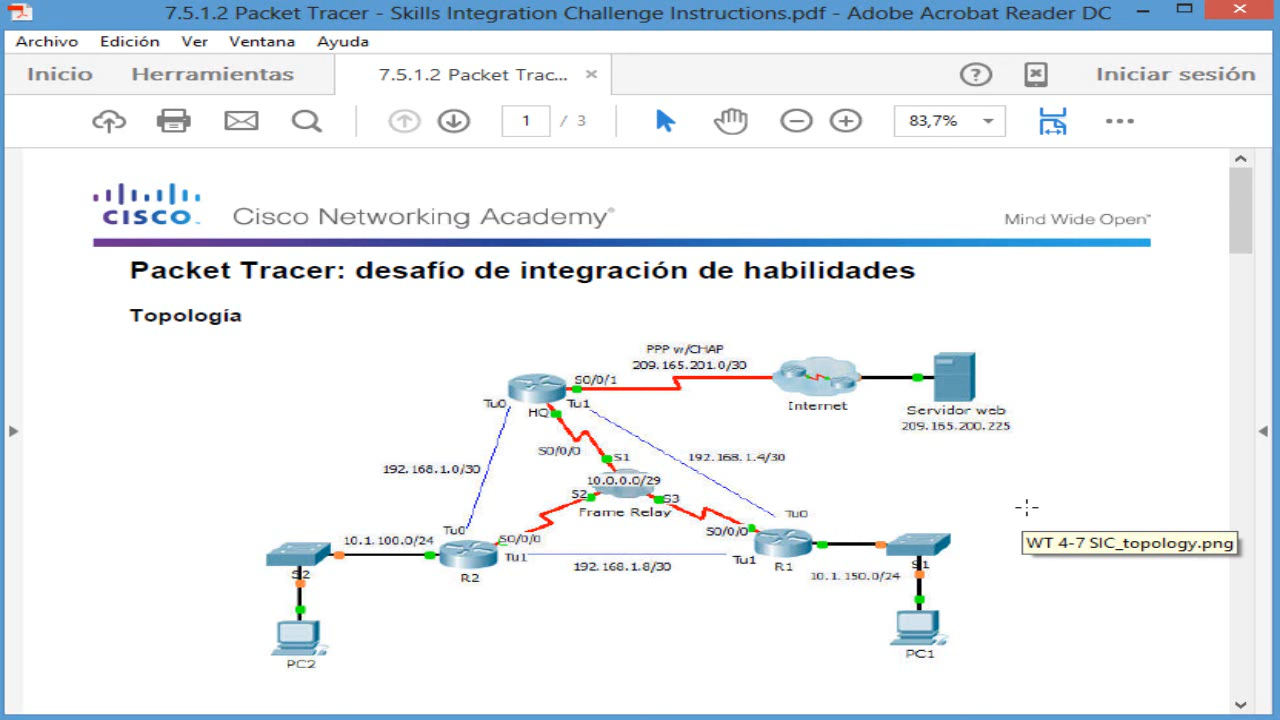 7.5.1.2 Packet Tracer - Skills Integration Challenge Instructions.pdf - Adobe Acrobat Reader DC
Archivo Edición Ver Ventana Ayuda
Inicio Herramientas 7.5.1.2 Packet Trac... × ? Iniciar sesión
1 / 3 83,7%
CISCO Cisco Networking Academy® Mind Wide Open™
Packet Tracer: desafío de integración de habilidades
Topología
PPP w/CHAP
209.165.201.0/30
S0/0/1
Internet
Servidor web
209.165.200.225
Tu0
Tu1
HQ
S0/0/0
S1
192.168.1.0/30
192.168.1.4/30
10.0.0.0/29
S2
S3
Frame Relay
Tu0
S0/0/0
Tu0
S0/0/0
10.1.100.0/24
Tu1
Tu1
192.168.1.8/30
S2
R2
R1
10.1.150.0/24
S1
WT 4-7 SIC_topology.png
PC2
PC1